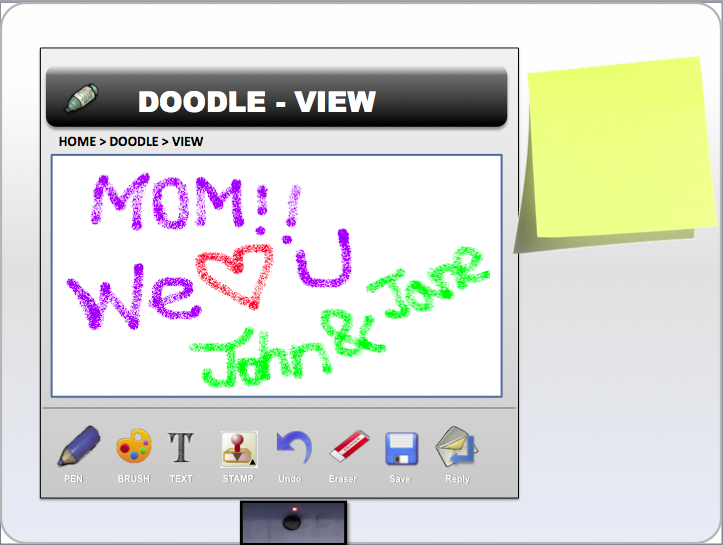 DOODLE - VIEW
HOME > DOODLE > VIEW
MOM!!
We U
John & Jane
PEN BRUSH TEXT STAMP Undo Eraser Save Reply